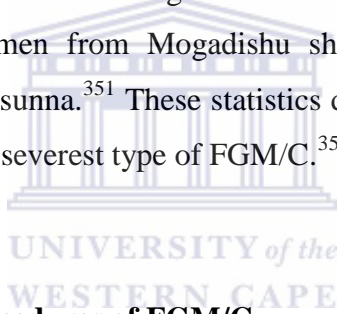 men from Mogadishu sh
sunna.351 These statistics
severest type of FGM/C.35
UNIVERSITY of the
WESTERN CAPE
of FGM/C